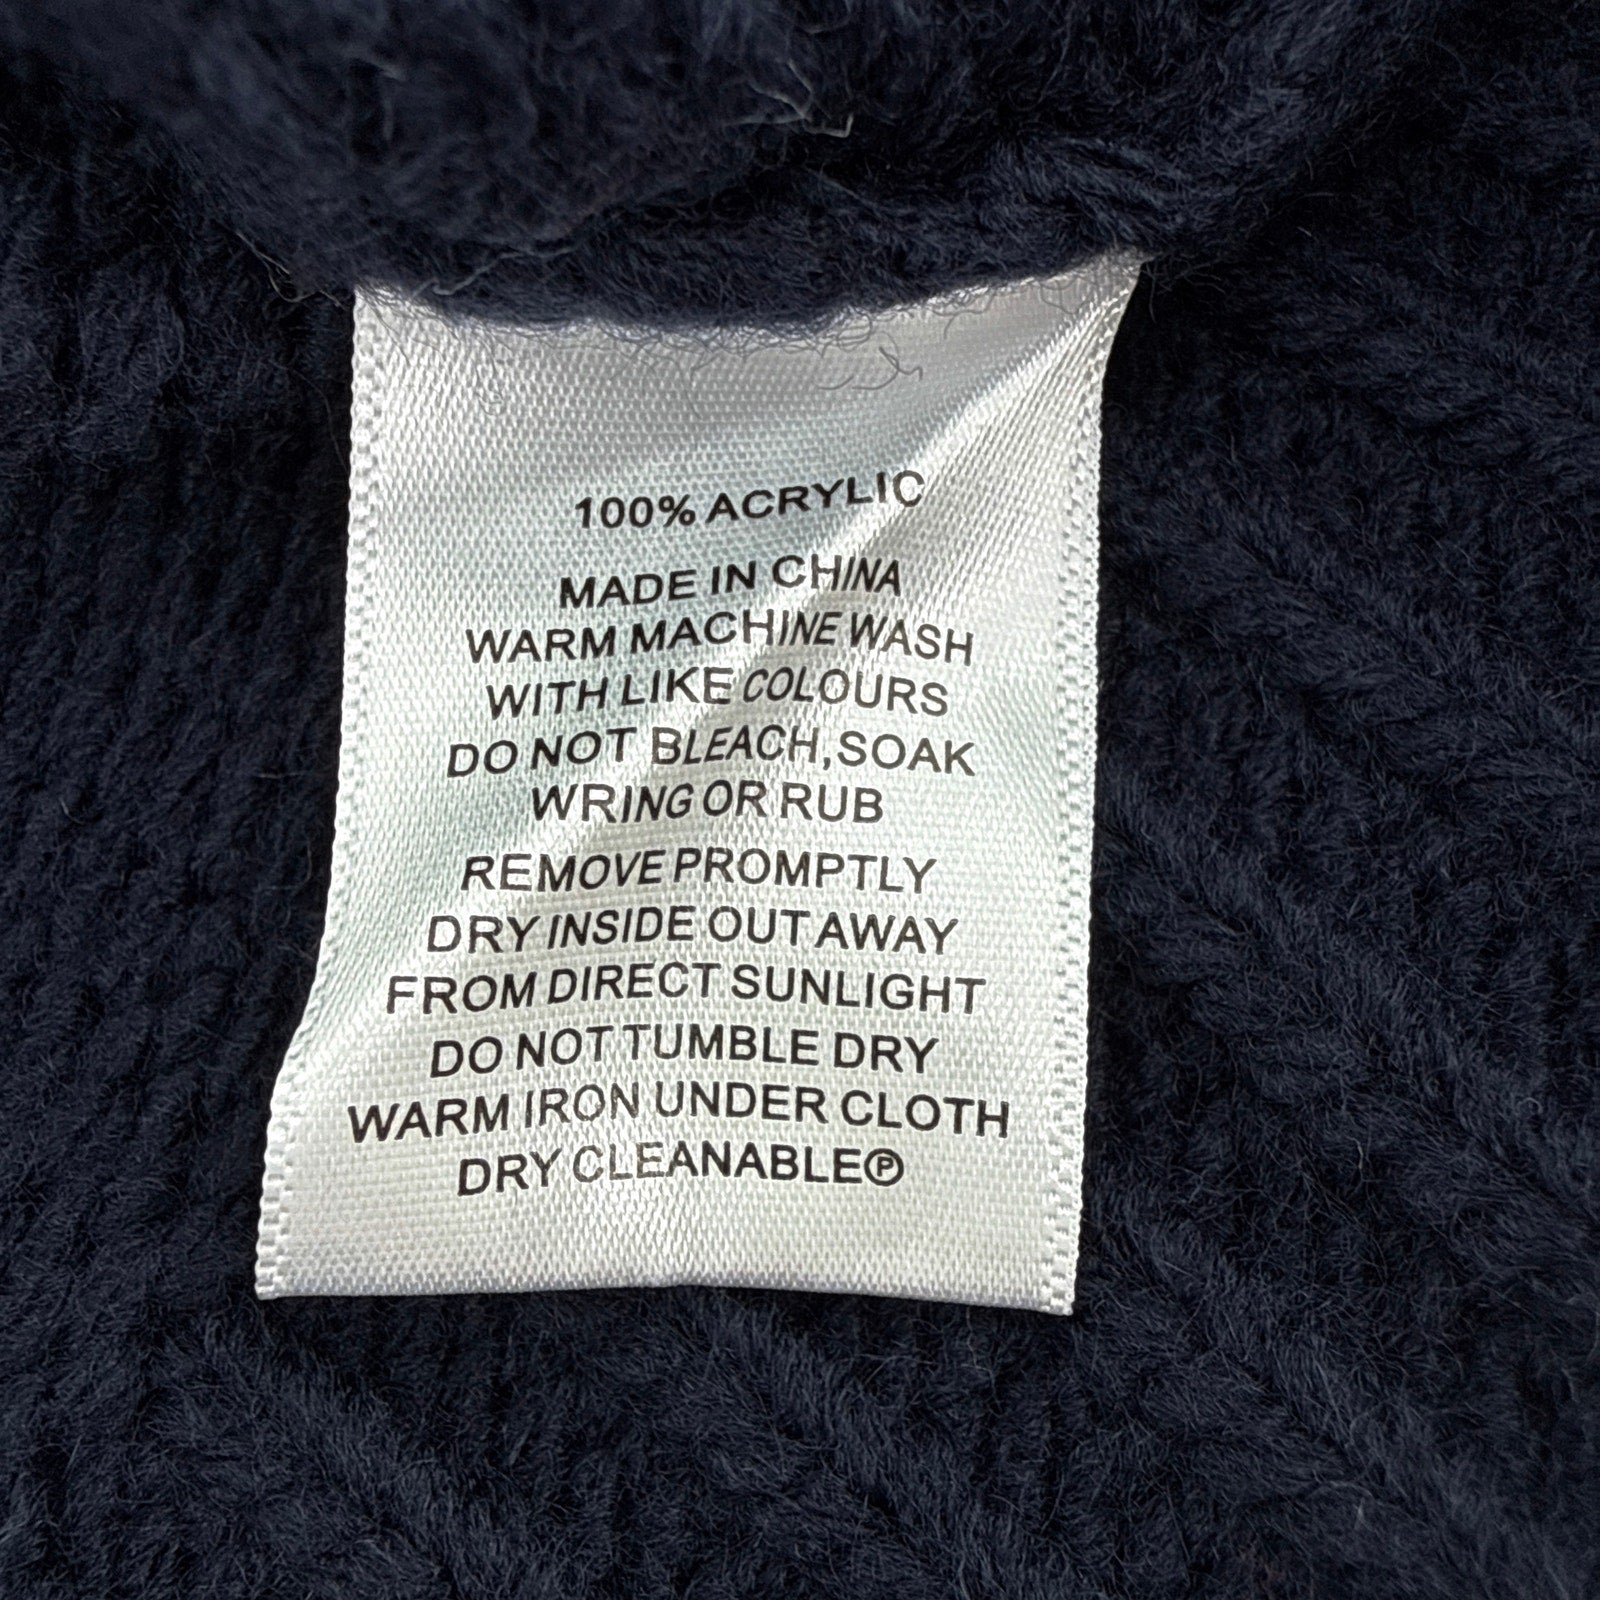 100% ACRYLIC
MADE IN CHINA
WARM MACHINE WASH
WITH LIKE COLOURS
DO NOT BLEACH,SOAK
WRING OR RUB
REMOVE PROMPTLY
DRY INSIDE OUT AWAY
FROM DIRECT SUNLIGHT
DO NOT TUMBLE DRY
WARM IRON UNDER CLOTH
DRY CLEANABLEⓅ